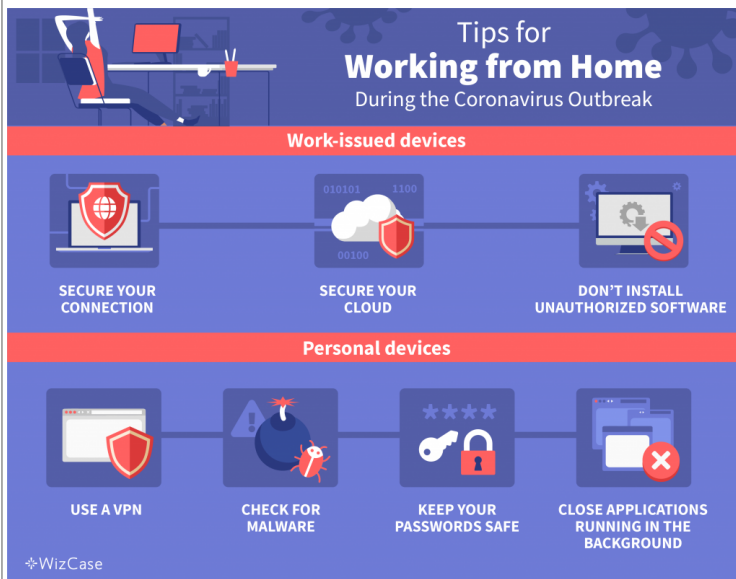 Tips for
Working from Home
During the Coronavirus Outbreak
Work-issued devices
010101 1100
00100
SECURE YOUR
CONNECTION
SECURE YOUR
CLOUD
DON'T INSTALL
UNAUTHORIZED SOFTWARE
Personal devices
****
USE A VPN
CHECK FOR
MALWARE
KEEP YOUR
PASSWORDS SAFE
CLOSE APPLICATIONS
RUNNING IN THE
BACKGROUND
WizCase